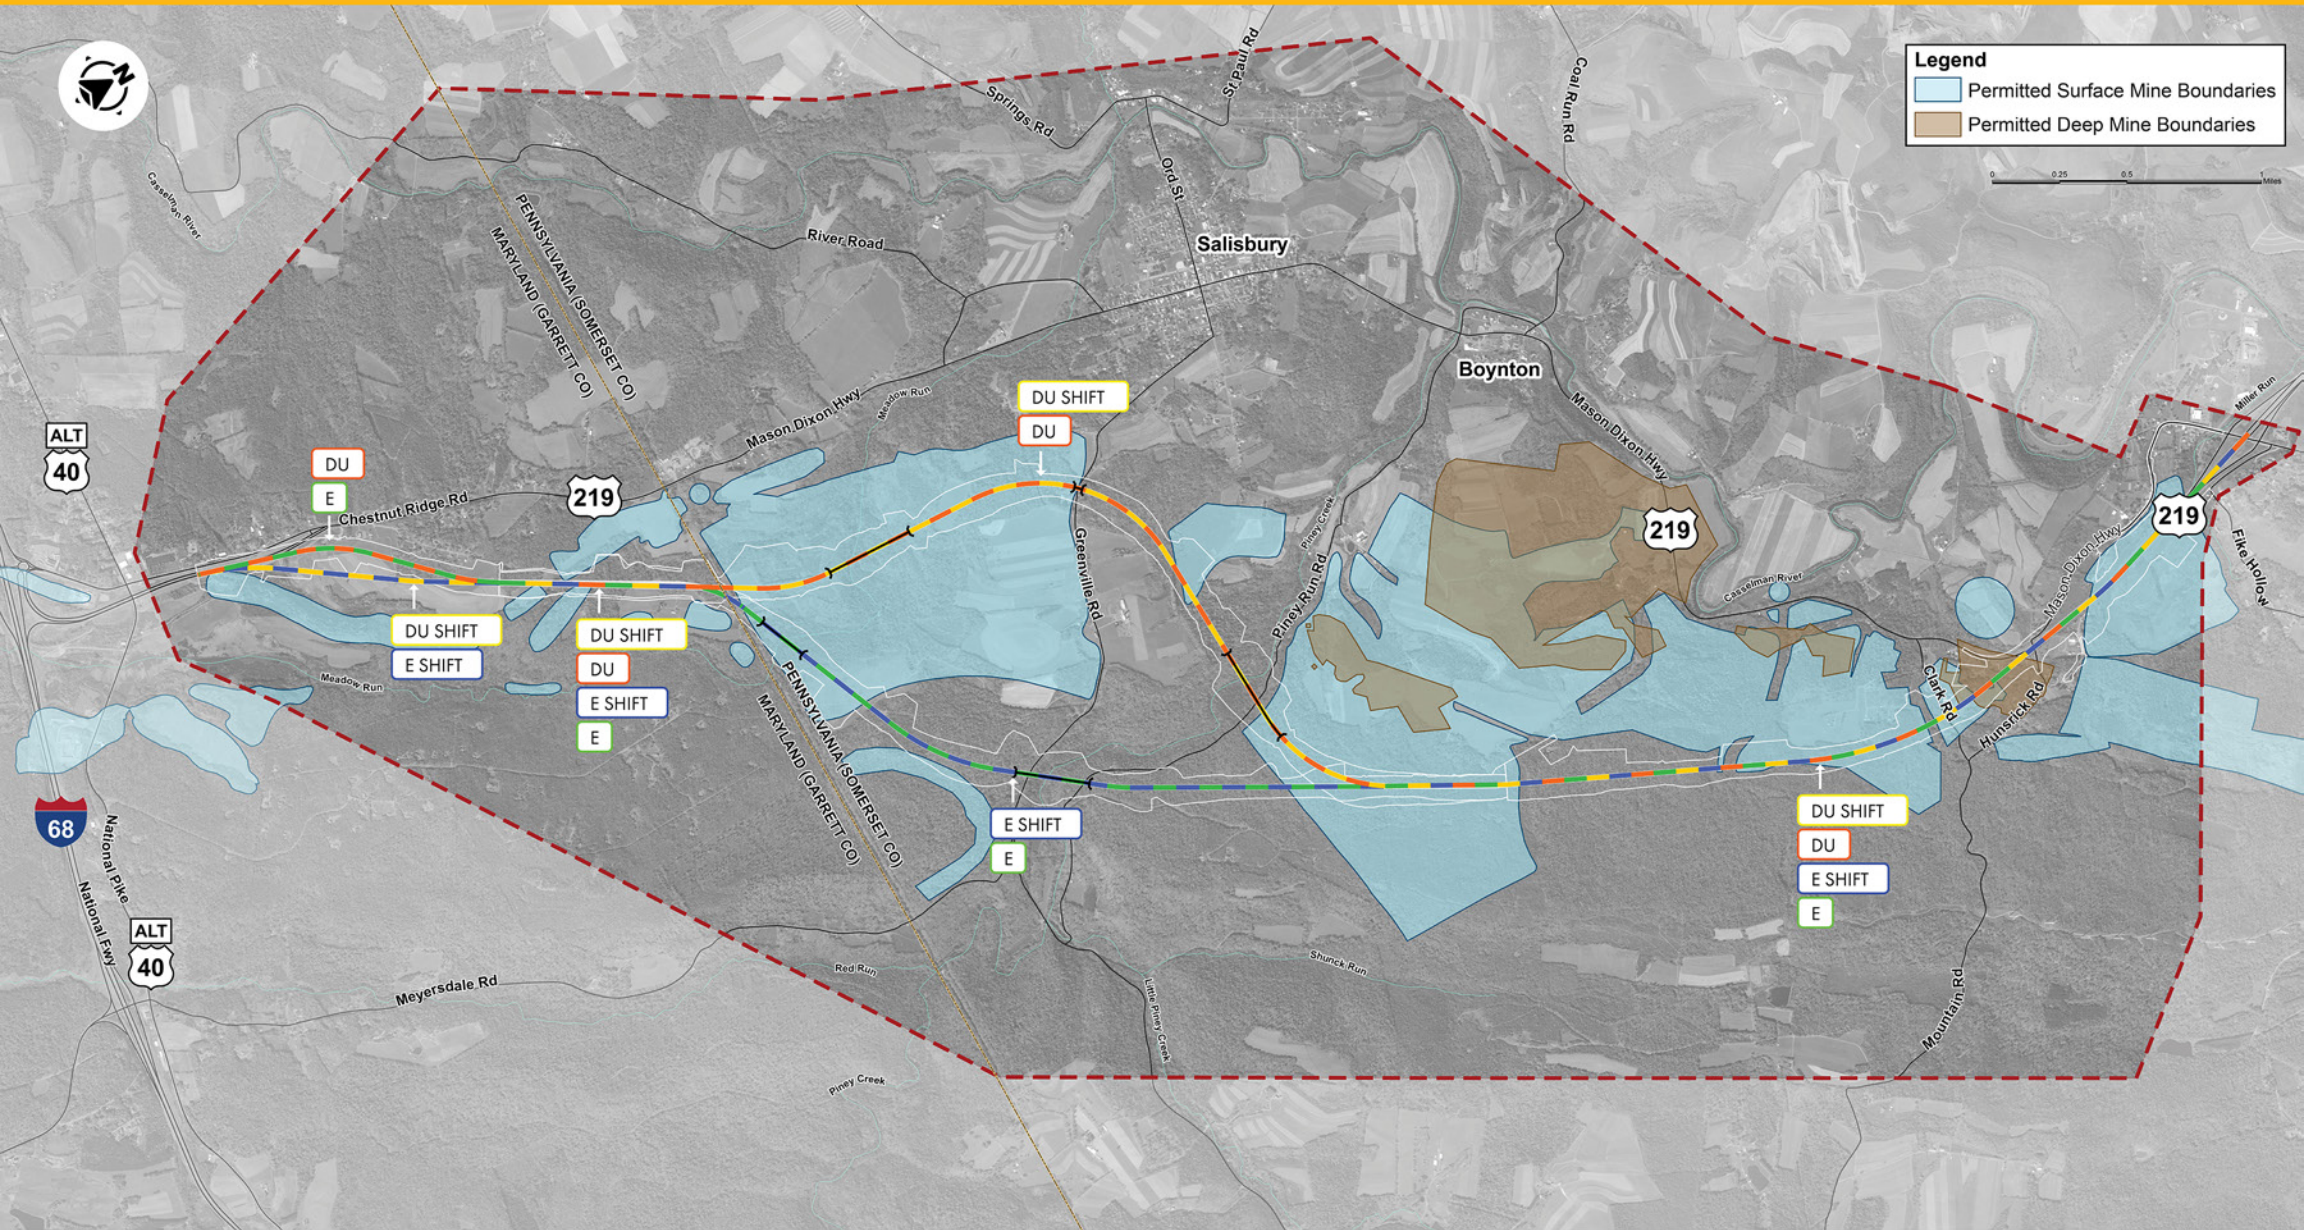 Legend
Permitted Surface Mine Boundaries
Permitted Deep Mine Boundaries
0 0.25 0.5 1
Miles
N
St Paul Rd
Springs Rd
Coal Run Rd
Ord St
Casselman River
PENNSYLVANIA (SOMERSET CO)
MARYLAND (GARRETT CO)
River Road
Salisbury
Boynton
Mason Dixon Hwy
Meadow Run
Mason Dixon Hwy
Miller Run
ALT
40
DU SHIFT
DU
DU
E
Chestnut Ridge Rd
219
219
219
Piney Creek
Mason Dixon Hwy
Fike Hollow
Greenville Rd
Piney Run Rd
Casselman River
DU SHIFT
E SHIFT
DU SHIFT
DU
E SHIFT
E
Meadow Run
PENNSYLVANIA (SOMERSET CO)
MARYLAND (GARRETT CO)
Clark Rd
Hunsrick Rd
68
National Pike
National Fwy
E SHIFT
E
DU SHIFT
DU
E SHIFT
E
ALT
40
Meyersdale Rd
Red Run
Shunck Run
Little Piney Creek
Mountain Rd
Piney Creek